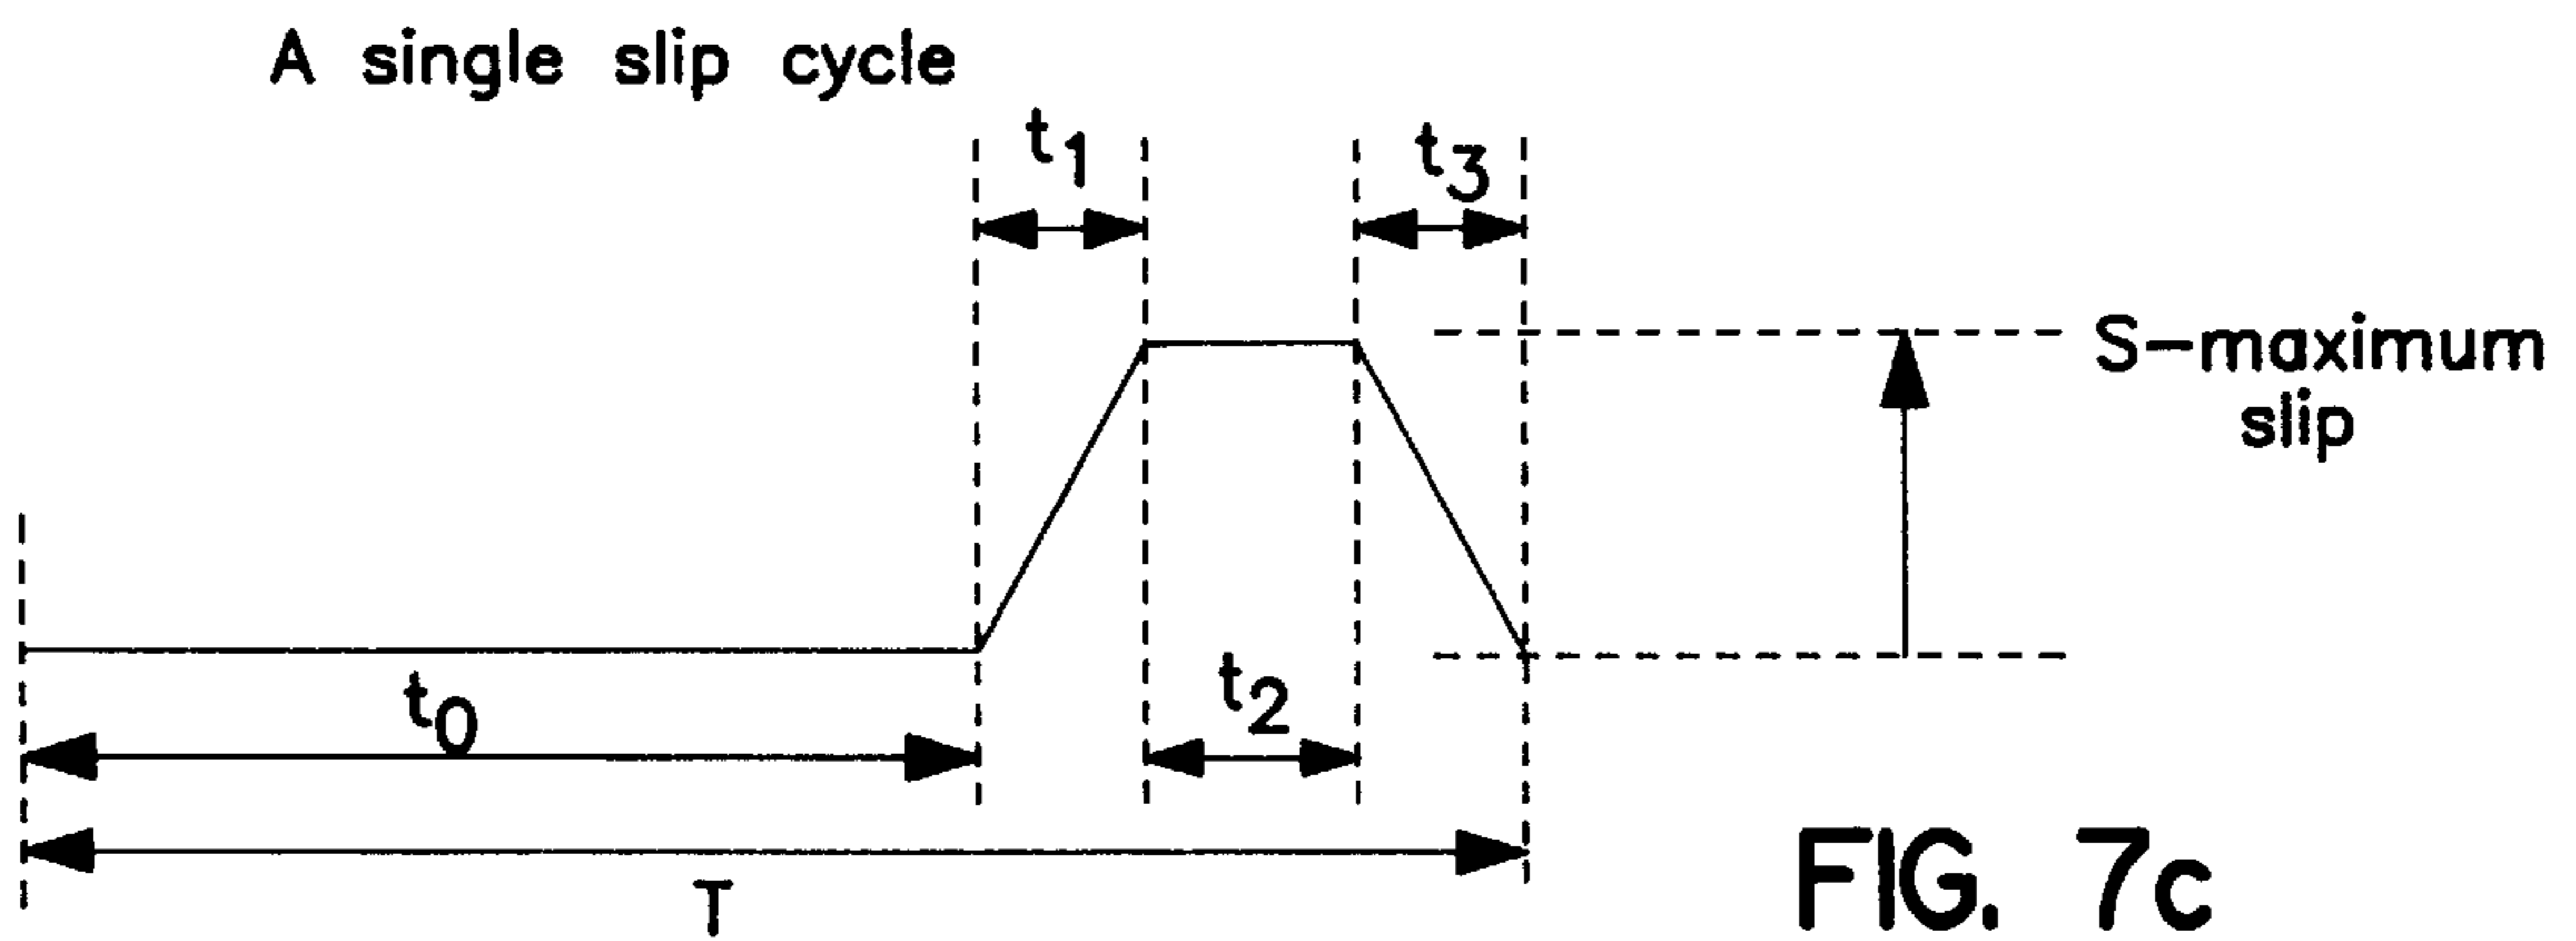 A single slip cycle
t1
t3
S-maximum
slip
t0
t2
T
FIG. 7c